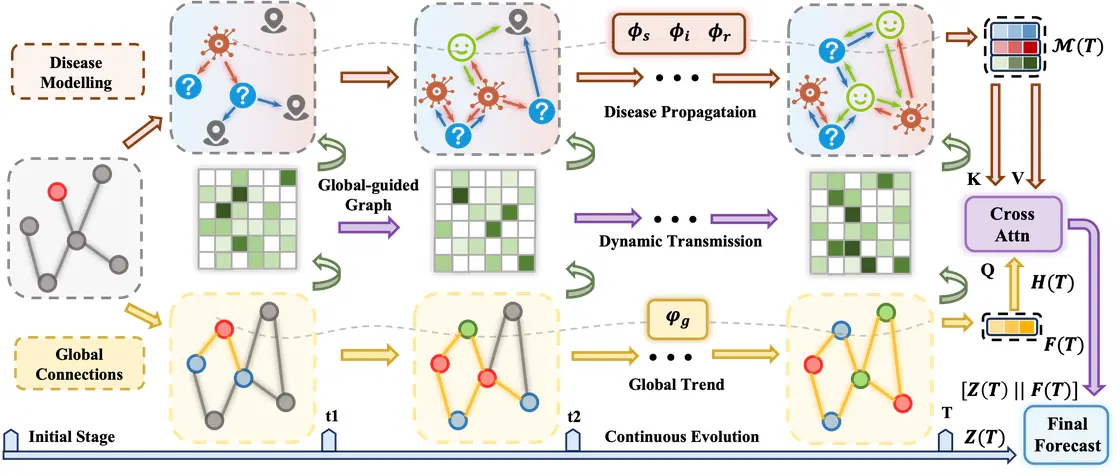 Disease
Modelling
ϕs ϕi ϕr
Disease Propagataion
ℳ(T)
Global-guided
Graph
Dynamic Transmission
K V
Cross
Attn
Q
H(T)
Global
Connections
φg
Global Trend
F(T)
[Z(T) || F(T)]
Initial Stage
t1
t2
Continuous Evolution
T
Z(T)
Final
Forecast
? ? ? ? ? ? ?